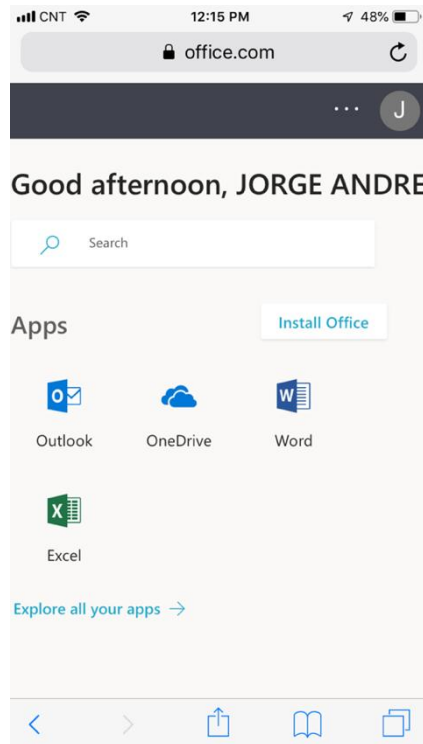 CNT 12:15 PM 48%
office.com
... J
Good afternoon, JORGE ANDRE
Search
Apps Install Office
Outlook OneDrive Word
Excel
Explore all your apps →